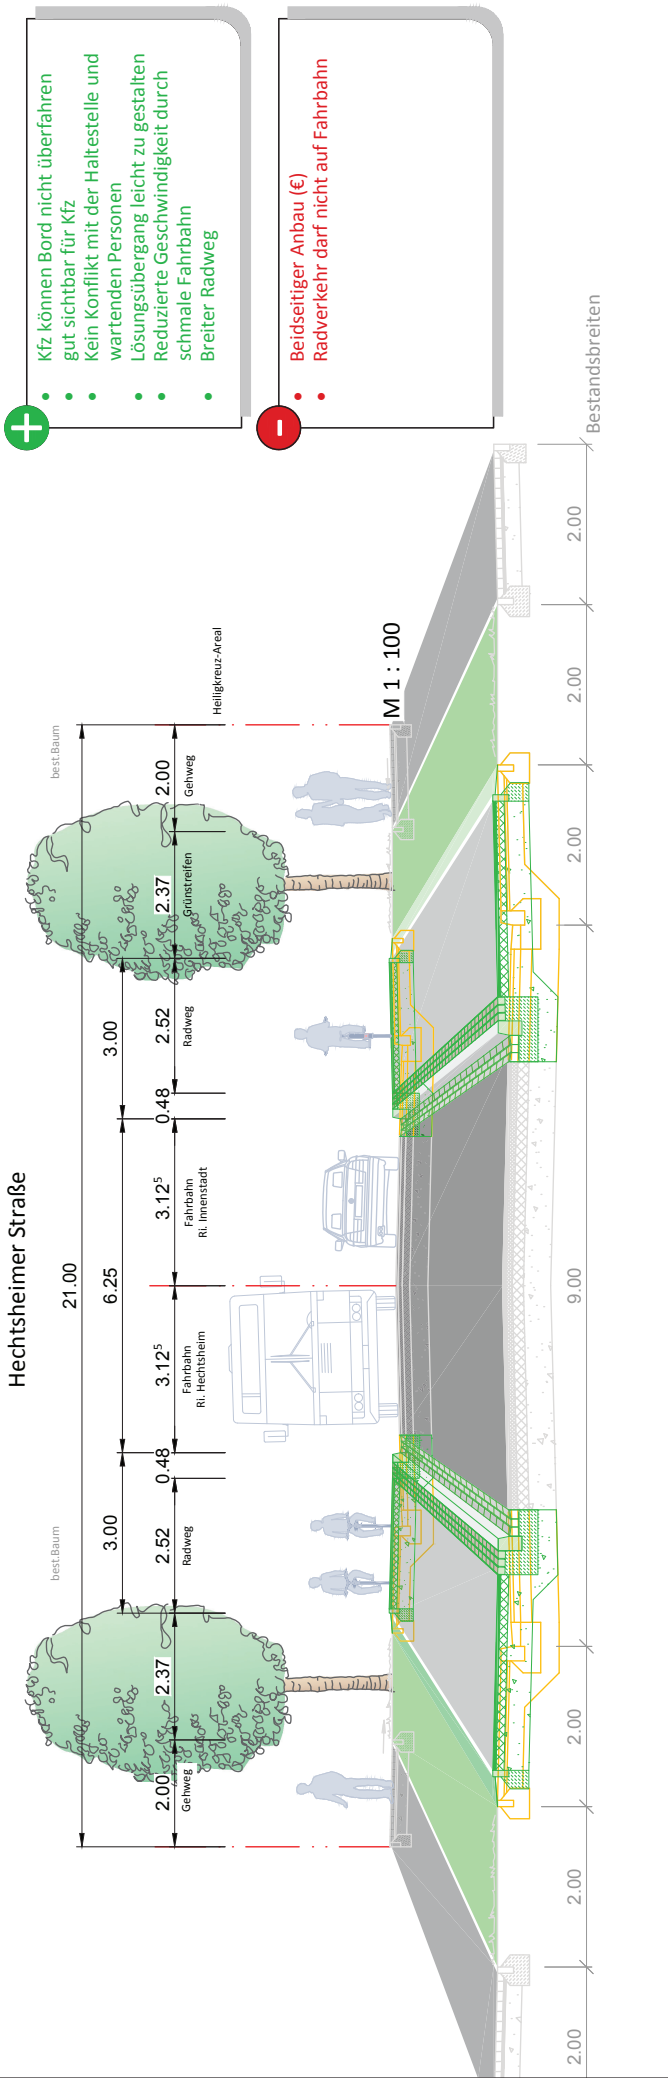 Hechtsheimer Straße
21.00
3.00
6.25
3.00
best.Baum
best.Baum
2.00
2.37
2.52
0.48
3.12⁵
3.12⁵
0.48
2.52
2.37
2.00
Gehweg
Radweg
Fahrbahn
Ri. Hechtsheim
Fahrbahn
Ri. Innenstadt
Radweg
Grünstreifen
Gehweg
Heiligkreuz-Areal
M 1 : 100
2.00
2.00
2.00
9.00
2.00
2.00
2.00
Bestandsbreiten
+
• Kfz können Bord nicht überfahren
• gut sichtbar für Kfz
• Kein Konflikt mit der Haltestelle und
wartenden Personen
• Lösungsübergang leicht zu gestalten
• Reduzierte Geschwindigkeit durch
schmale Fahrbahn
• Breiter Radweg
-
• Beidseitiger Anbau (€)
• Radverkehr darf nicht auf Fahrbahn